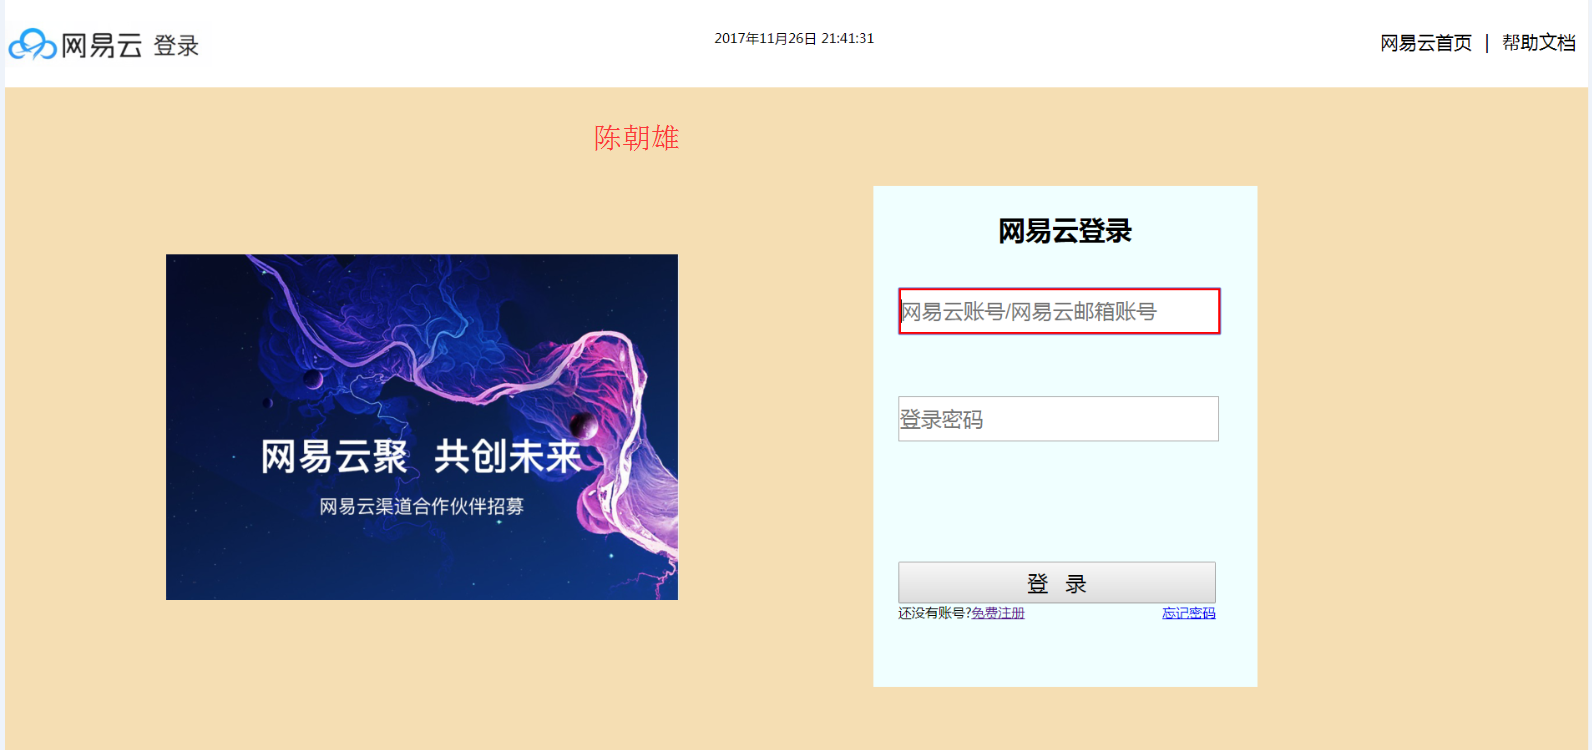 网易云 登录
2017年11月26日 21:41:31
网易云首页 | 帮助文档
陈朝雄
网易云聚 共创未来
网易云渠道合作伙伴招募
网易云登录
网易云账号/网易云邮箱账号
登录密码
登 录
还没有账号?免费注册 忘记密码